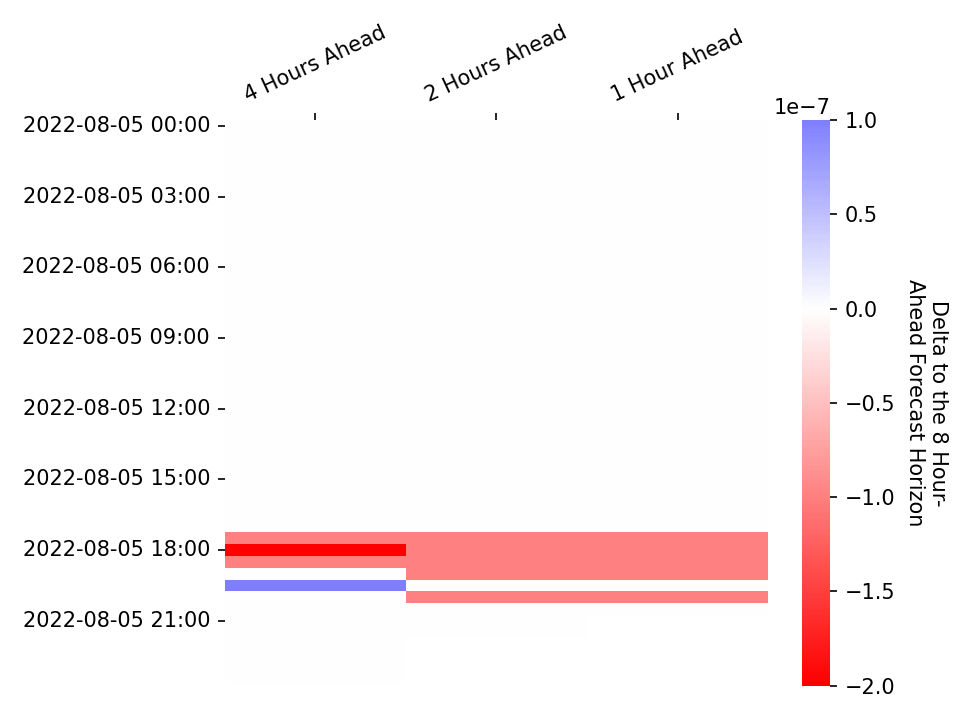 4 Hours Ahead
2 Hours Ahead
1 Hour Ahead
2022-08-05 00:00
2022-08-05 03:00
2022-08-05 06:00
2022-08-05 09:00
2022-08-05 12:00
2022-08-05 15:00
2022-08-05 18:00
2022-08-05 21:00
1e−7
1.0
0.5
0.0
−0.5
−1.0
−1.5
−2.0
Delta to the 8 Hour-
Ahead Forecast Horizon